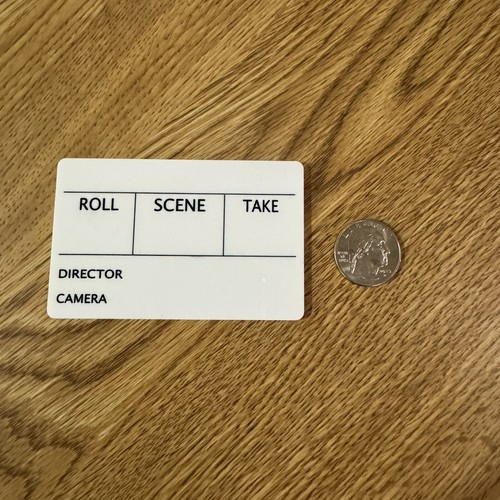 ROLL SCENE TAKE
DIRECTOR
CAMERA